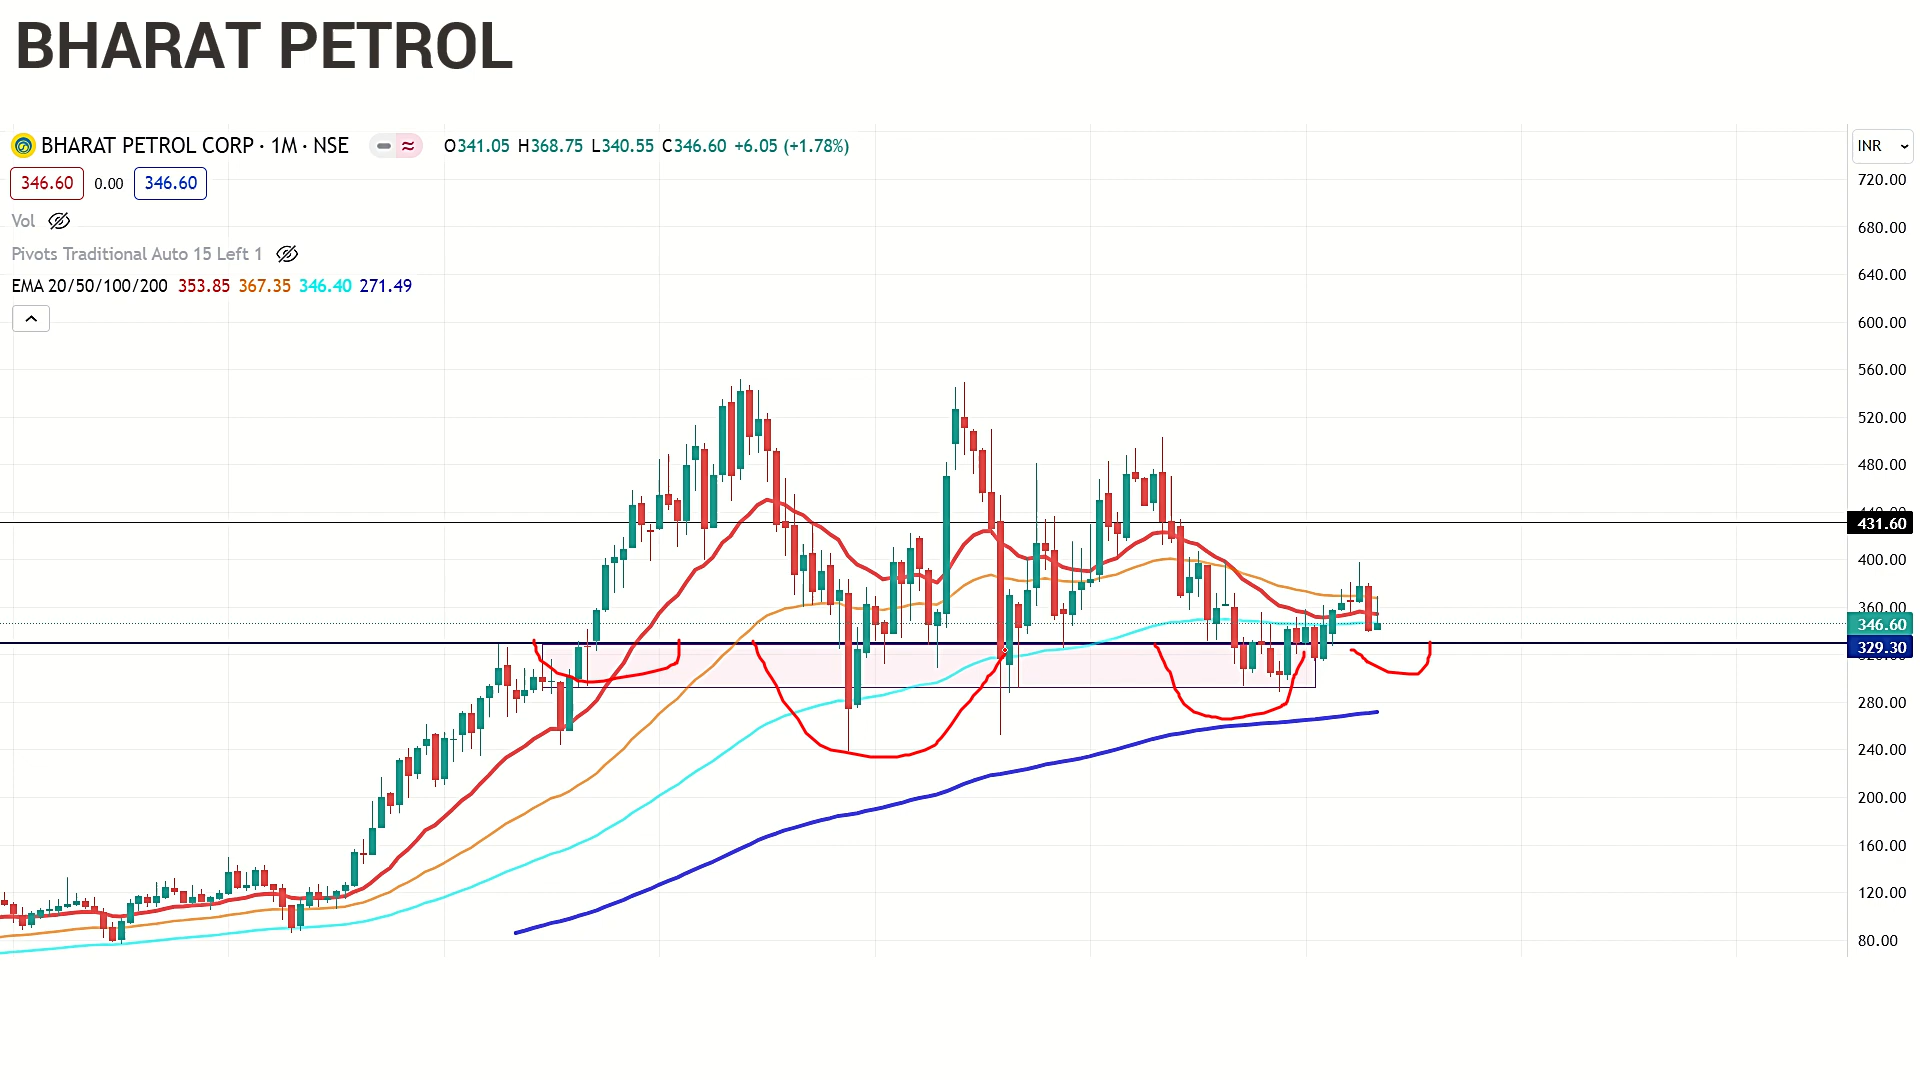 BHARAT PETROL
BHARAT PETROL CORP · 1M · NSE O341.05 H368.75 L340.55 C346.60 +6.05 (+1.78%)
INR
346.60 0.00 346.60
Vol
Pivots Traditional Auto 15 Left 1
EMA 20/50/100/200 353.85 367.35 346.40 271.49
720.00
680.00
640.00
600.00
560.00
520.00
480.00
431.60
400.00
360.00
346.60
329.30
280.00
240.00
200.00
160.00
120.00
80.00